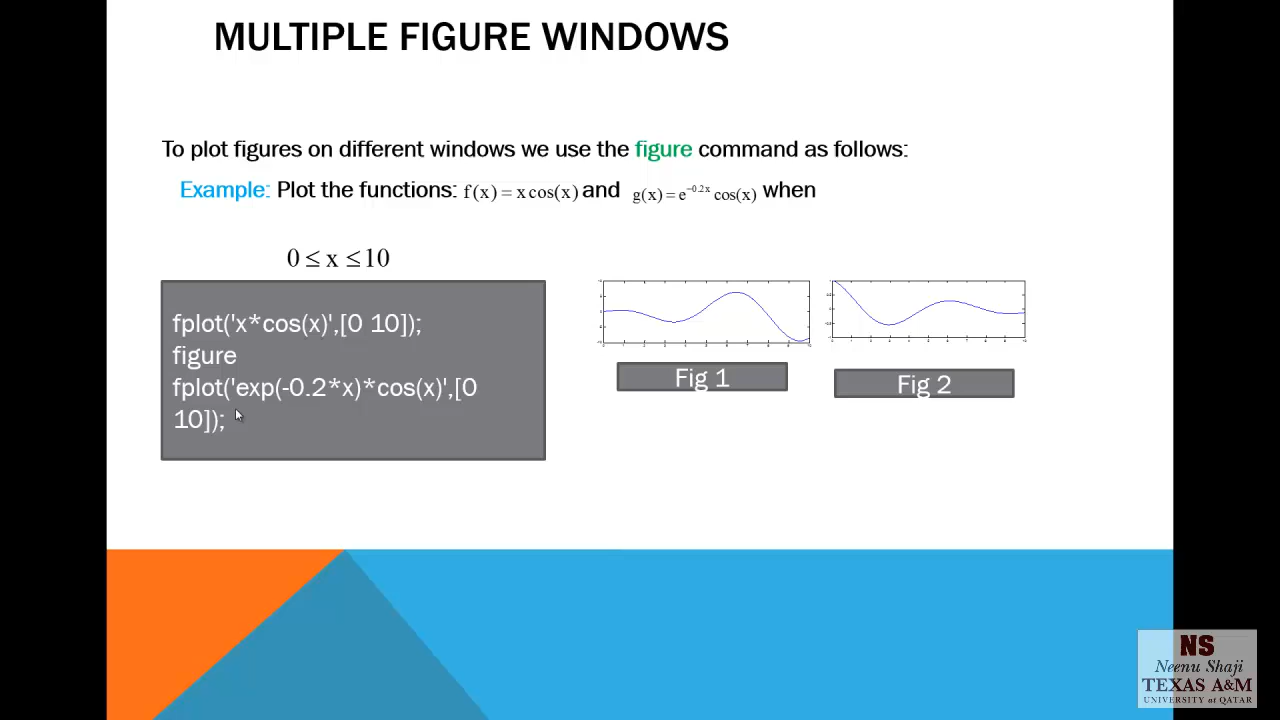 MULTIPLE FIGURE WINDOWS
To plot figures on different windows we use the figure command as follows:
Example: Plot the functions: f(x) = x cos(x) and g(x) = e^{-0.2x} cos(x) when
0 ≤ x ≤ 10
fplot('x*cos(x)',[0 10]);
figure
fplot('exp(-0.2*x)*cos(x)',[0
10]);
Fig 1
Fig 2
NS
Neenu Shaji
TEXAS A&M
UNIVERSITY at QATAR